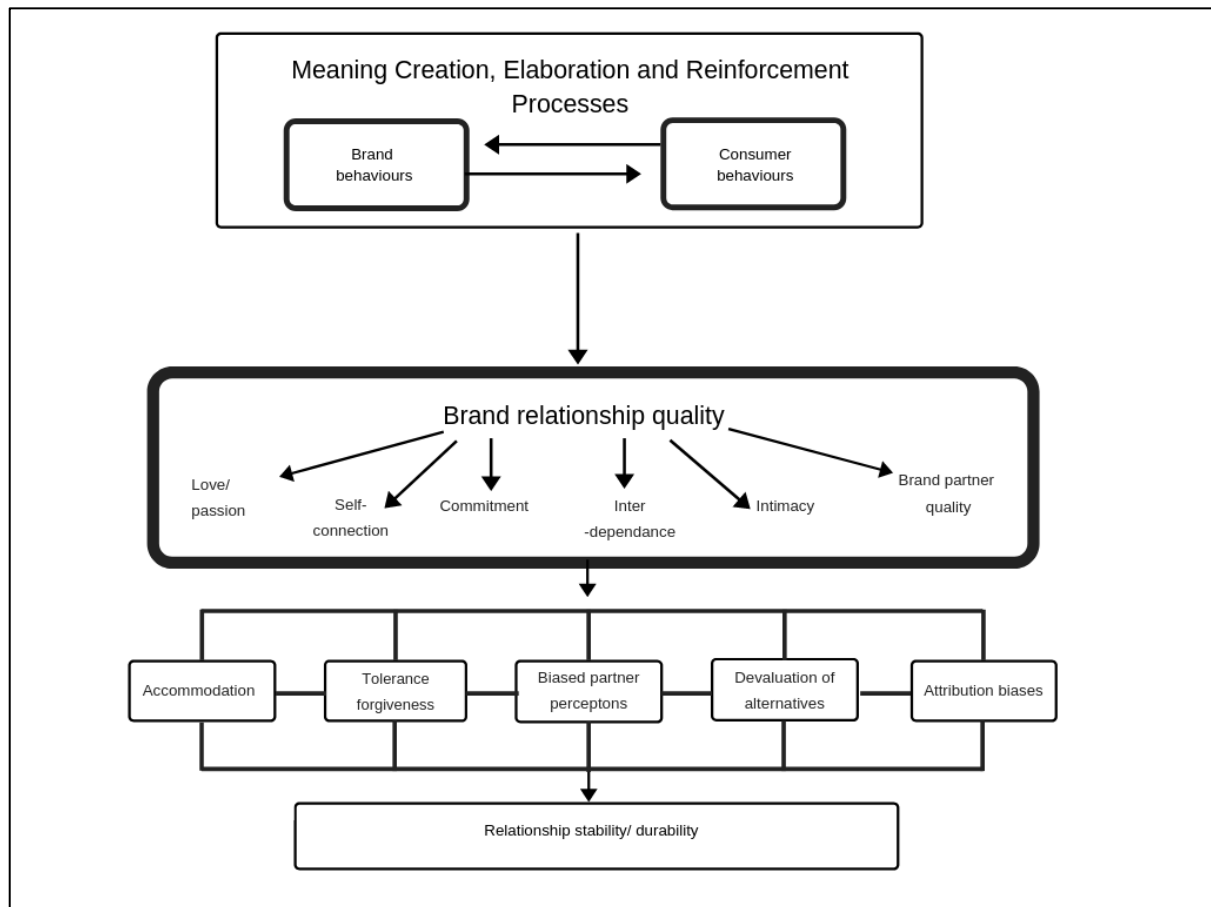 Meaning Creation, Elaboration and Reinforcement
Processes
Brand
behaviours
Consumer
behaviours
Brand relationship quality
Love/
passion
Self-
connection
Commitment
Inter
-dependance
Intimacy
Brand partner
quality
Accommodation
Tolerance
forgiveness
Biased partner
perceptons
Devaluation of
alternatives
Attribution biases
Relationship stability/ durability